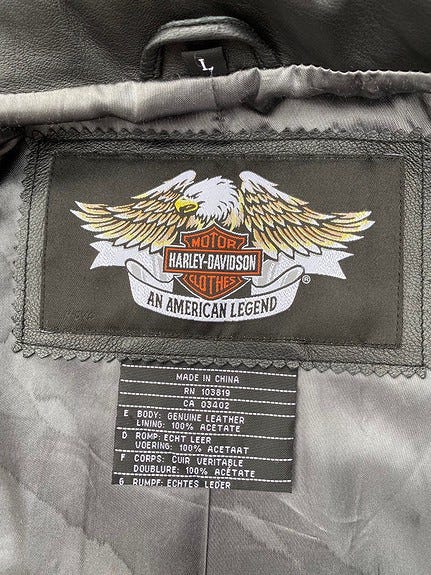 L
MOTOR
HARLEY-DAVIDSON
CLOTHES
®
AN AMERICAN LEGEND
MADE IN CHINA
RN 103819
CA 03402
E BODY: GENUINE LEATHER
LINING: 100% ACETATE
D ROMP: ECHT LEER
VOERING: 100% ACETAAT
F CORPS: CUIR VERITABLE
DOUBLURE: 100% ACÉTATE
G RUMPF: ECHTES LEDER